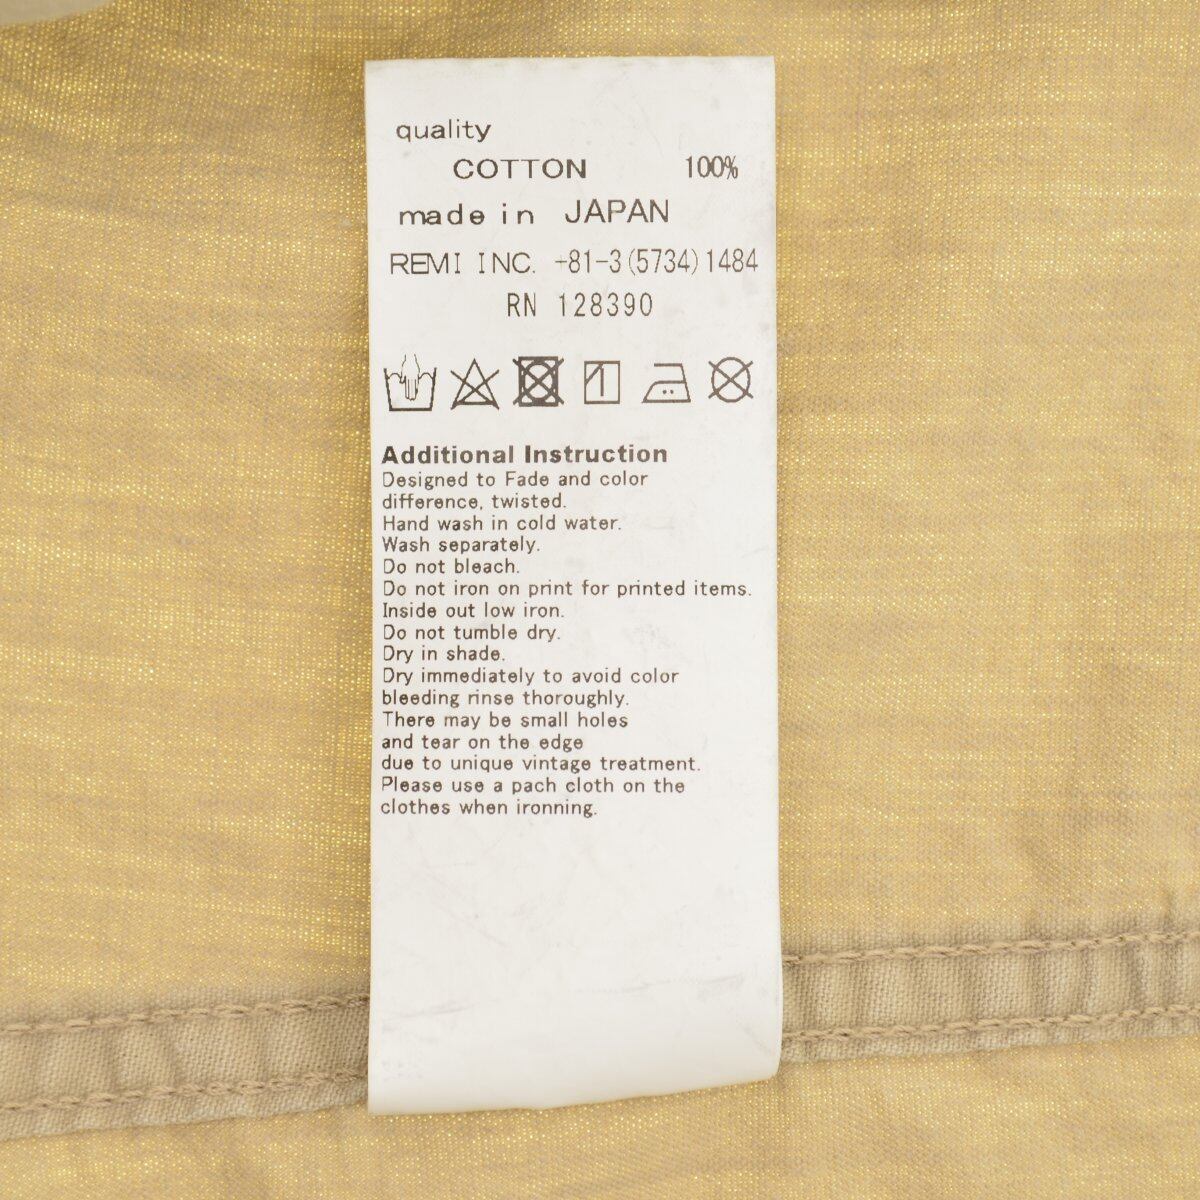 quality
COTTON 100%
made in JAPAN
REMI INC. +81-3(5734)1484
RN 128390
Additional Instruction
Designed to Fade and color
difference, twisted.
Hand wash in cold water.
Wash separately.
Do not bleach.
Do not iron on print for printed items.
Inside out low iron.
Do not tumble dry.
Dry in shade.
Dry immediately to avoid color
bleeding rinse thoroughly.
There may be small holes
and tear on the edge
due to unique vintage treatment.
Please use a pach cloth on the
clothes when ironning.